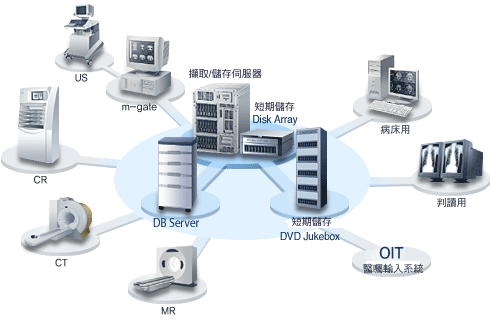 US
m-gate
擷取/儲存伺服器
短期儲存
Disk Array
病床用
CR
判讀用
DB Server
短期儲存
DVD Jukebox
CT
OIT
醫囑輸入系統
MR